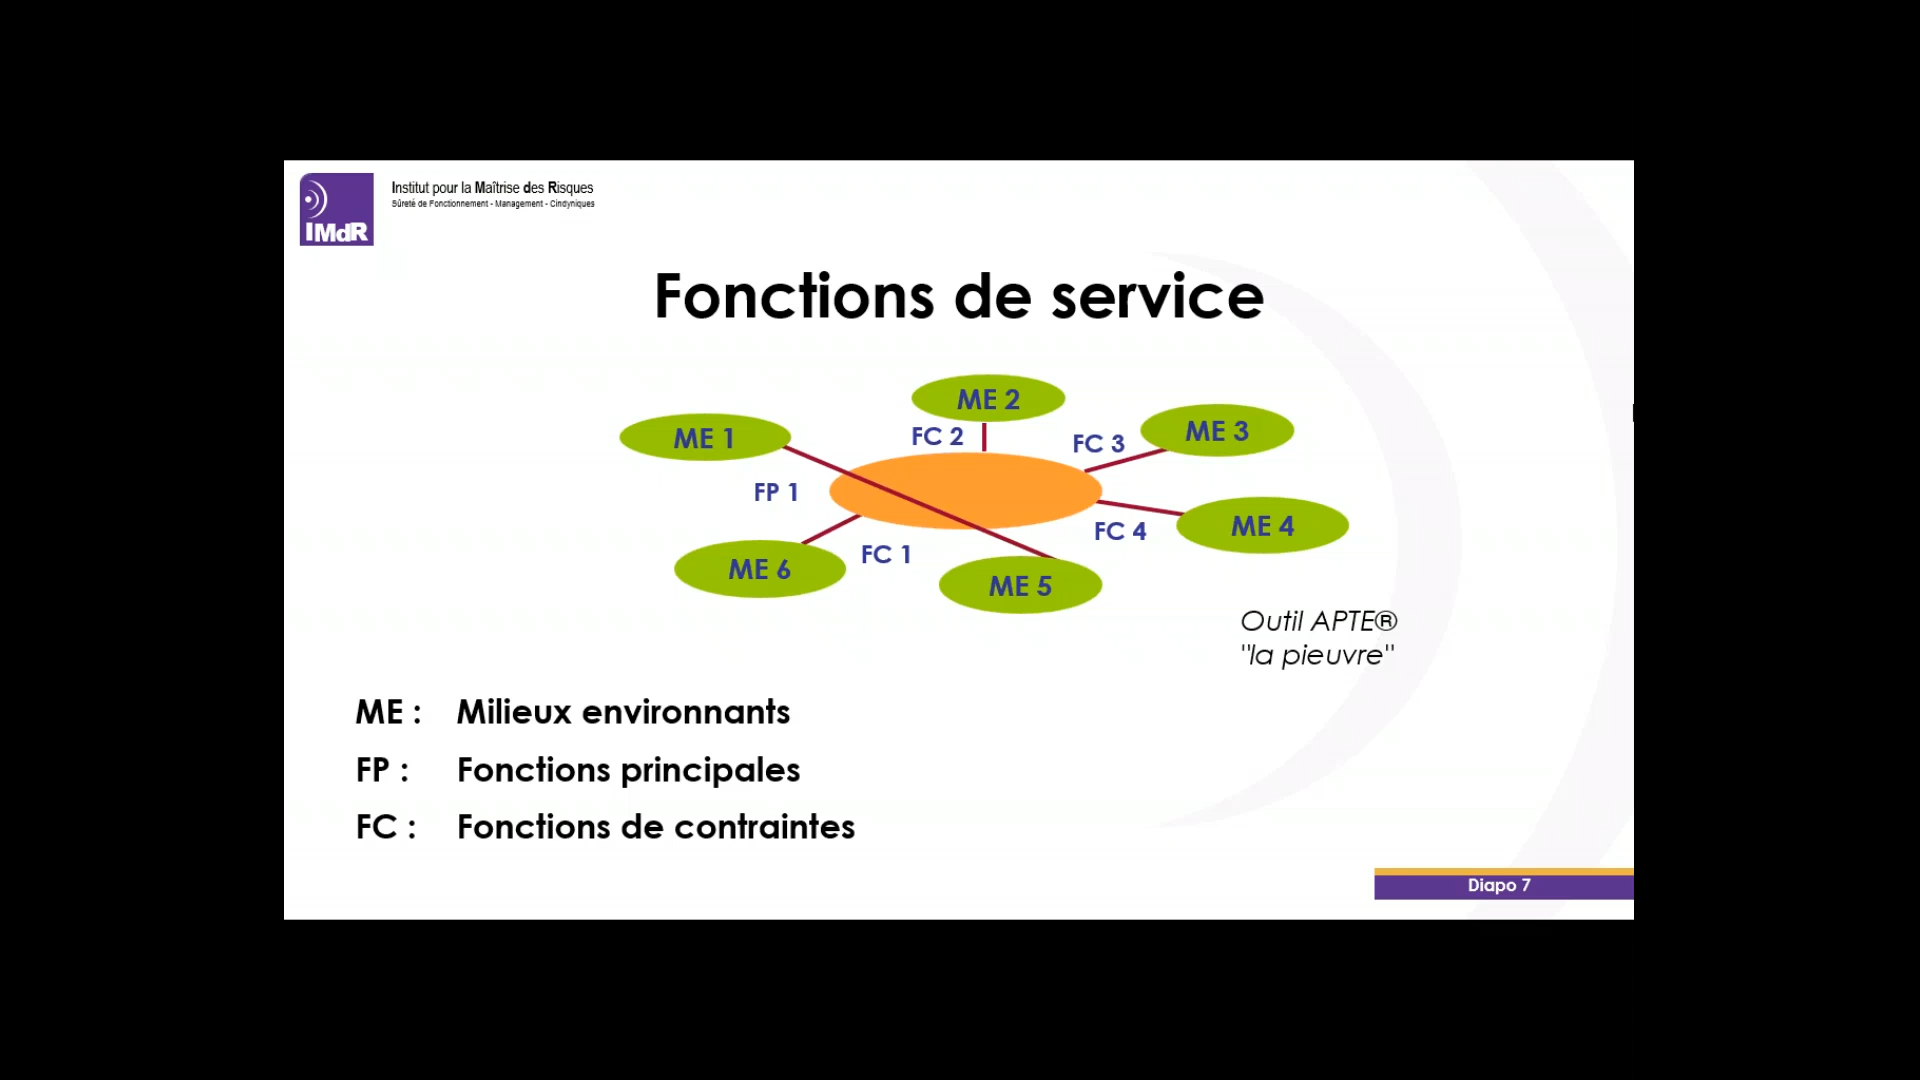 Institut pour la Maîtrise des Risques
Sûreté de Fonctionnement - Management - Cindyniques
IMdR
Fonctions de service
ME 2
ME 1
FC 2
FC 3
ME 3
FP 1
FC 4
ME 4
ME 6
FC 1
ME 5
Outil APTE®
"la pieuvre"
ME : Milieux environnants
FP : Fonctions principales
FC : Fonctions de contraintes
Diapo 7